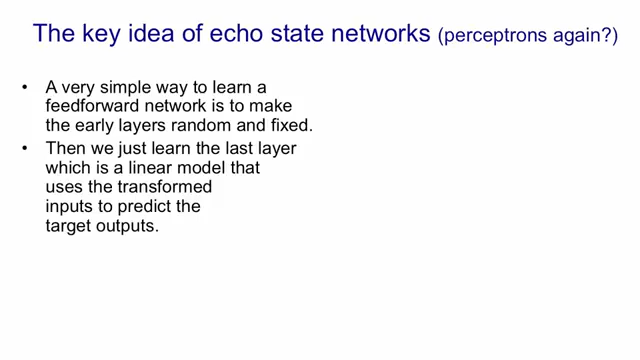 The key idea of echo state networks (perceptrons again?)
• A very simple way to learn a
feedforward network is to make
the early layers random and fixed.
• Then we just learn the last layer
which is a linear model that
uses the transformed
inputs to predict the
target outputs.